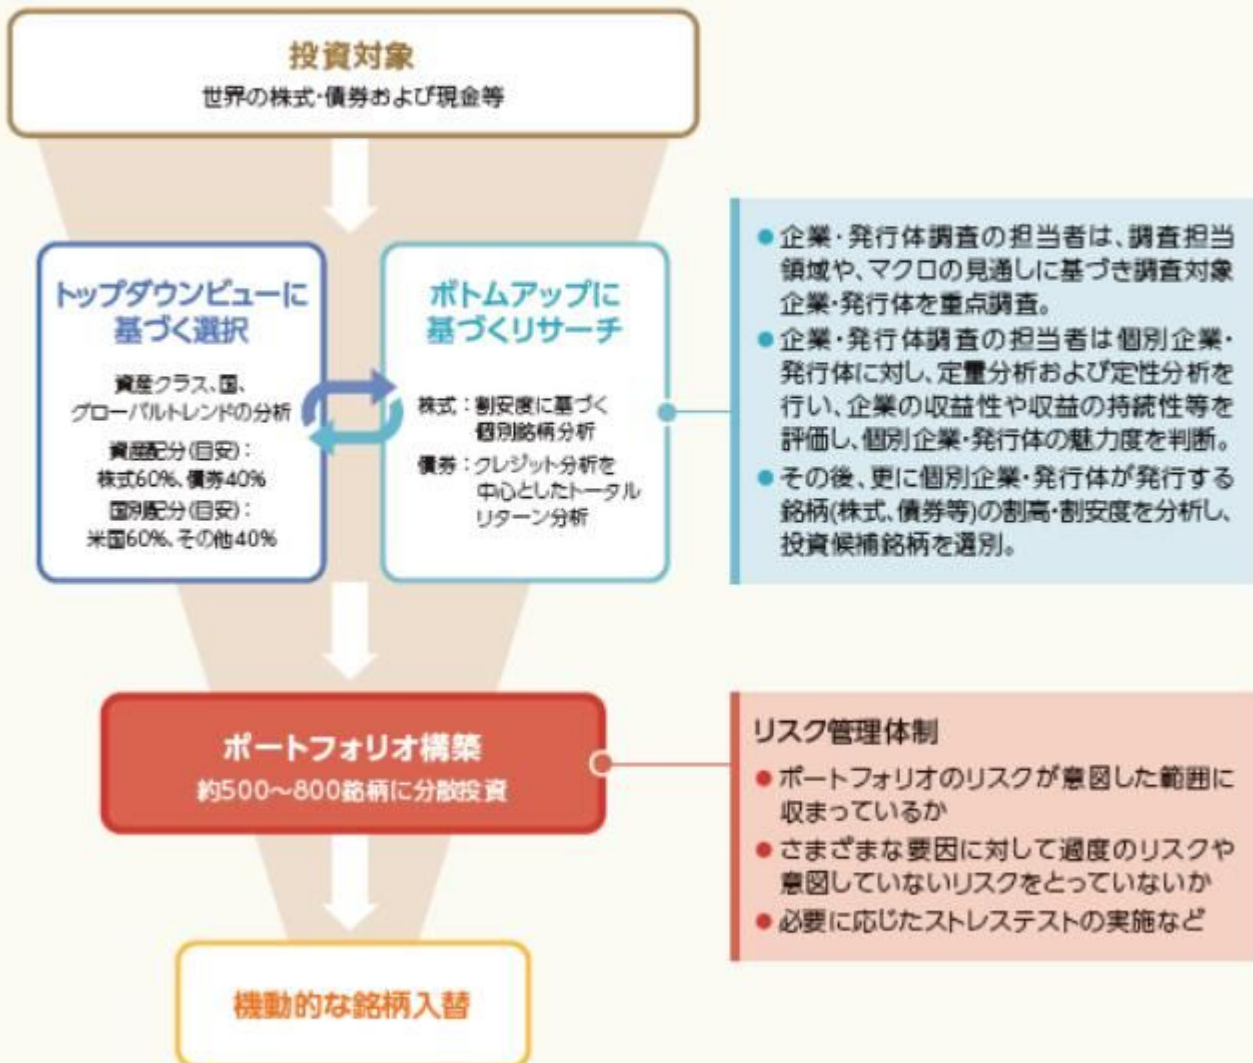 投資対象
世界の株式・債券および現金等
トップダウンビューに
基づく選択
資産クラス、国、
グローバルトレンドの分析
資産配分(目安):
株式60%、債券40%
国別配分(目安):
米国60%、その他40%
ボトムアップに
基づくリサーチ
株式:割安度に基づく
個別銘柄分析
債券:クレジット分析を
中心としたトータル
リターン分析
●企業・発行体調査の担当者は、調査担当
領域や、マクロの見通しに基づき調査対象
企業・発行体を重点調査。
●企業・発行体調査の担当者は個別企業・
発行体に対し、定量分析および定性分析を
行い、企業の収益性や収益の持続性等を
評価し、個別企業・発行体の魅力度を判断。
●その後、更に個別企業・発行体が発行する
銘柄(株式、債券等)の割高・割安度を分析し、
投資候補銘柄を選別。
ポートフォリオ構築
約500～800銘柄に分散投資
リスク管理体制
●ポートフォリオのリスクが意図した範囲に
収まっているか
●さまざまな要因に対して過度のリスクや
意図していないリスクをとっていないか
●必要に応じたストレステストの実施など
機動的な銘柄入替